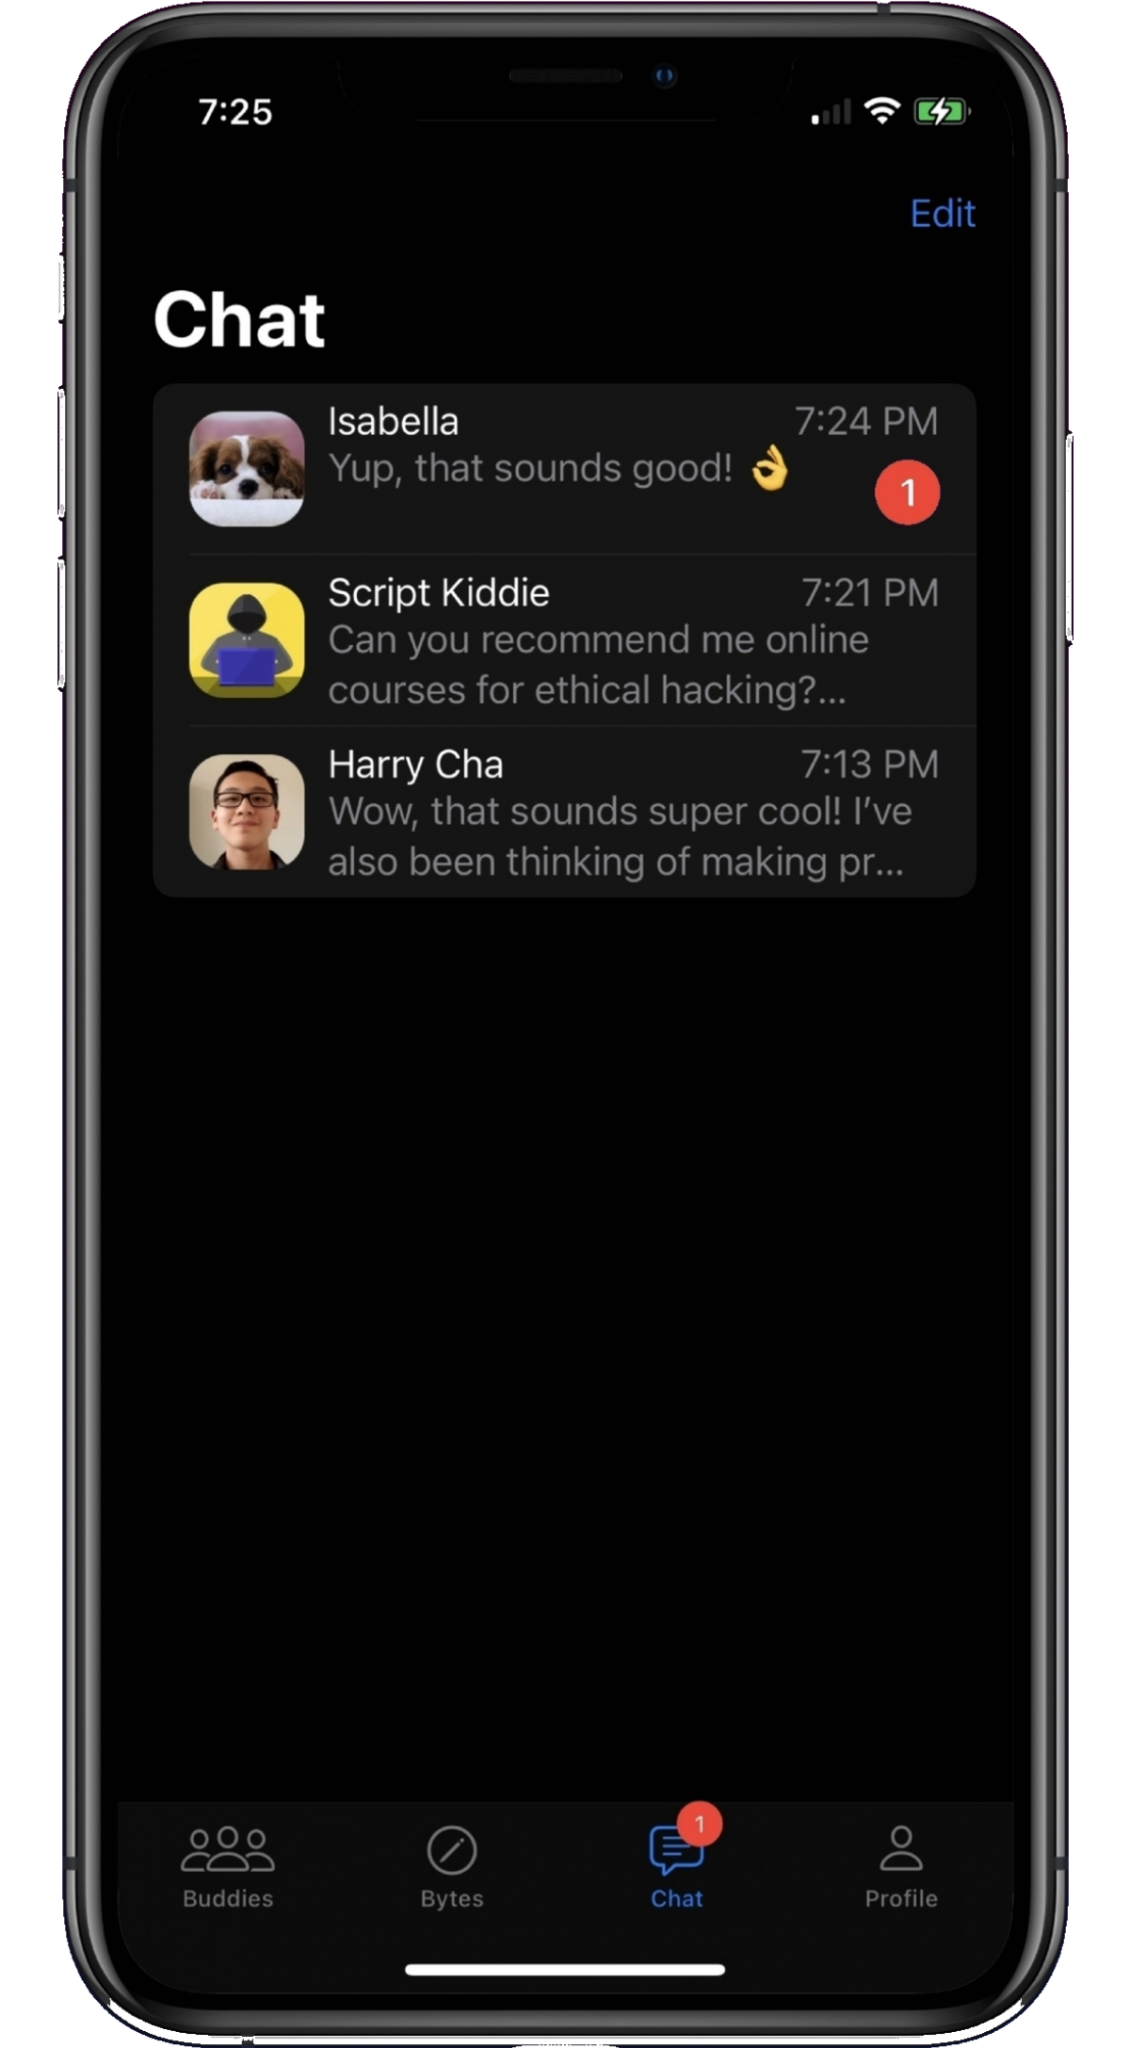 7:25
Edit
Chat
Isabella
7:24 PM
Yup, that sounds good! 👌
1
Script Kiddie
7:21 PM
Can you recommend me online
courses for ethical hacking?...
Harry Cha
7:13 PM
Wow, that sounds super cool! I’ve
also been thinking of making pr...
1
Buddies
Bytes
Chat
Profile